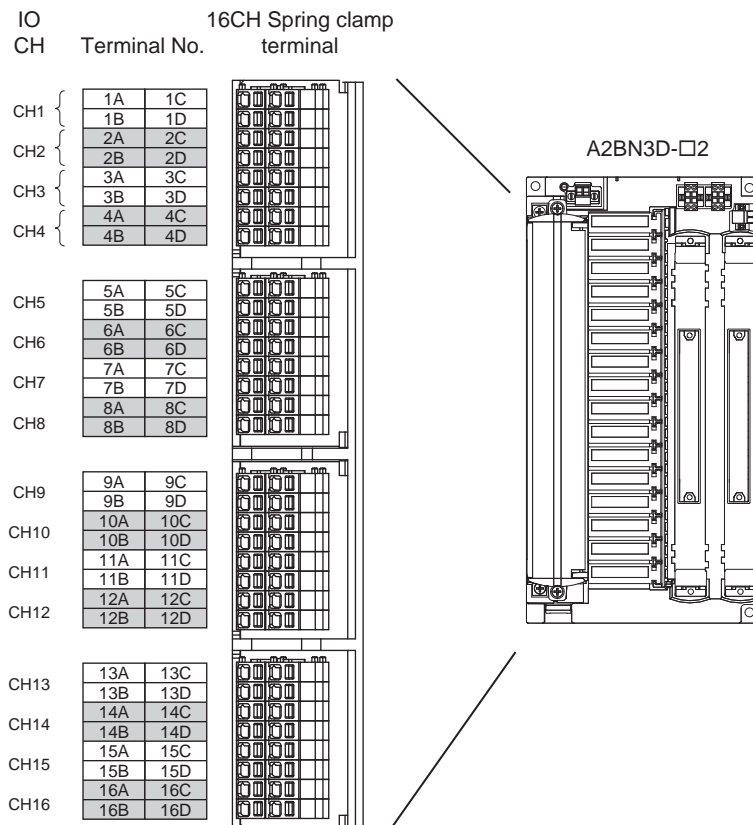 IO
CH
Terminal No.
16CH Spring clamp
terminal
A2BN3D-□2
CH1
1A 1C
1B 1D
CH2
2A 2C
2B 2D
CH3
3A 3C
3B 3D
CH4
4A 4C
4B 4D
CH5
5A 5C
5B 5D
CH6
6A 6C
6B 6D
CH7
7A 7C
7B 7D
CH8
8A 8C
8B 8D
CH9
9A 9C
9B 9D
CH10
10A 10C
10B 10D
CH11
11A 11C
11B 11D
CH12
12A 12C
12B 12D
CH13
13A 13C
13B 13D
CH14
14A 14C
14B 14D
CH15
15A 15C
15B 15D
CH16
16A 16C
16B 16D